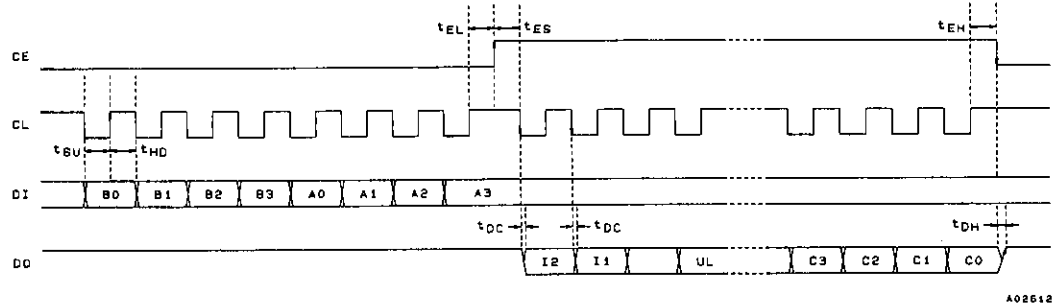 tEL tES tEH
CE
CL
tSU tHD
DI B0 B1 B2 B3 A0 A1 A2 A3
tDC tDC tDH
DO I2 I1 UL C3 C2 C1 C0
A02512